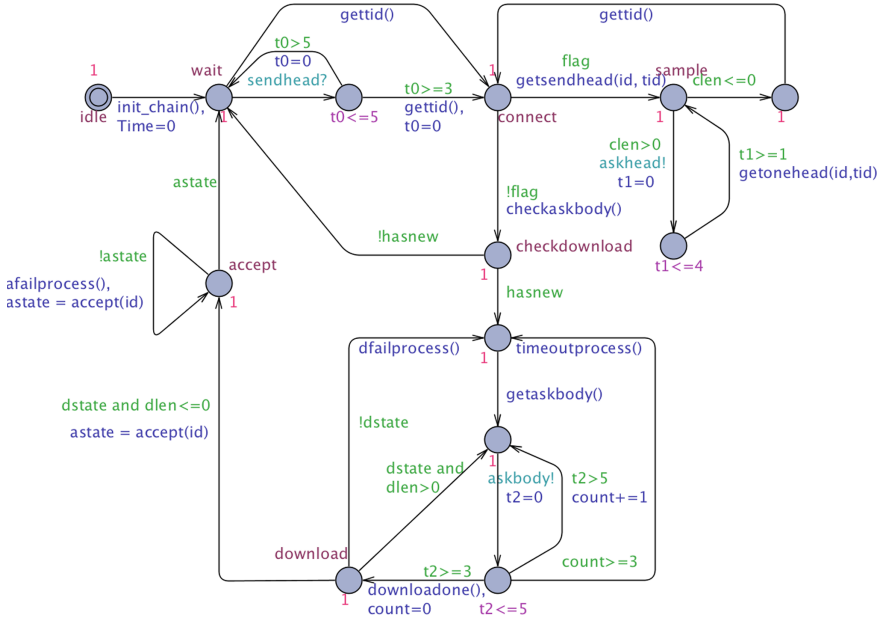 gettid()
gettid()
t0>5
t0=0
1
wait
1
flag
sample
sendhead?
t0>=3
getsendhead(id, tid)
clen<=0
idle
init_chain(),
Time=0
1
t0<=5
gettid(),
t0=0
connect
1
1
clen>0
askhead!
t1=0
t1>=1
getonehead(id,tid)
astate
!flag
checkaskbody()
!hasnew
checkdownload
!astate
accept
t1<=4
1
afailprocess(),
astate = accept(id)
1
hasnew
dfailprocess()
timeoutprocess()
1
getaskbody()
dstate and dlen<=0
astate = accept(id)
!dstate
dstate and
dlen>0
1
askbody!
t2=0
t2>5
count+=1
download
t2>=3
count>=3
downloadone(),
count=0
1
t2<=5